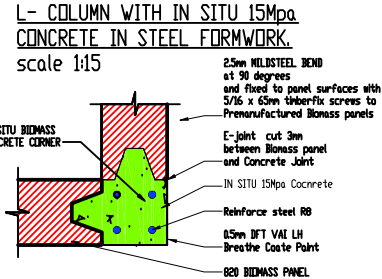 L- COLUMN WITH IN SITU 15Mpa
CONCRETE IN STEEL FORMWORK.
scale 1:15
2.5mm MILDSTEEL BEND
at 90 degrees
and fixed to panel surfaces with
5/16 x 65mm timberfix screws to
Premanufactured Biomass panels
SITU BIOMASS
CRETE CORNER
E-joint cut 3mm
between Biomass panel
and Concrete Joint
IN SITU 15Mpa Cocnrete
Reinforce steel R8
0.5mm DFT VAI LH
Breathe Coate Paint
820 BIOMASS PANEL